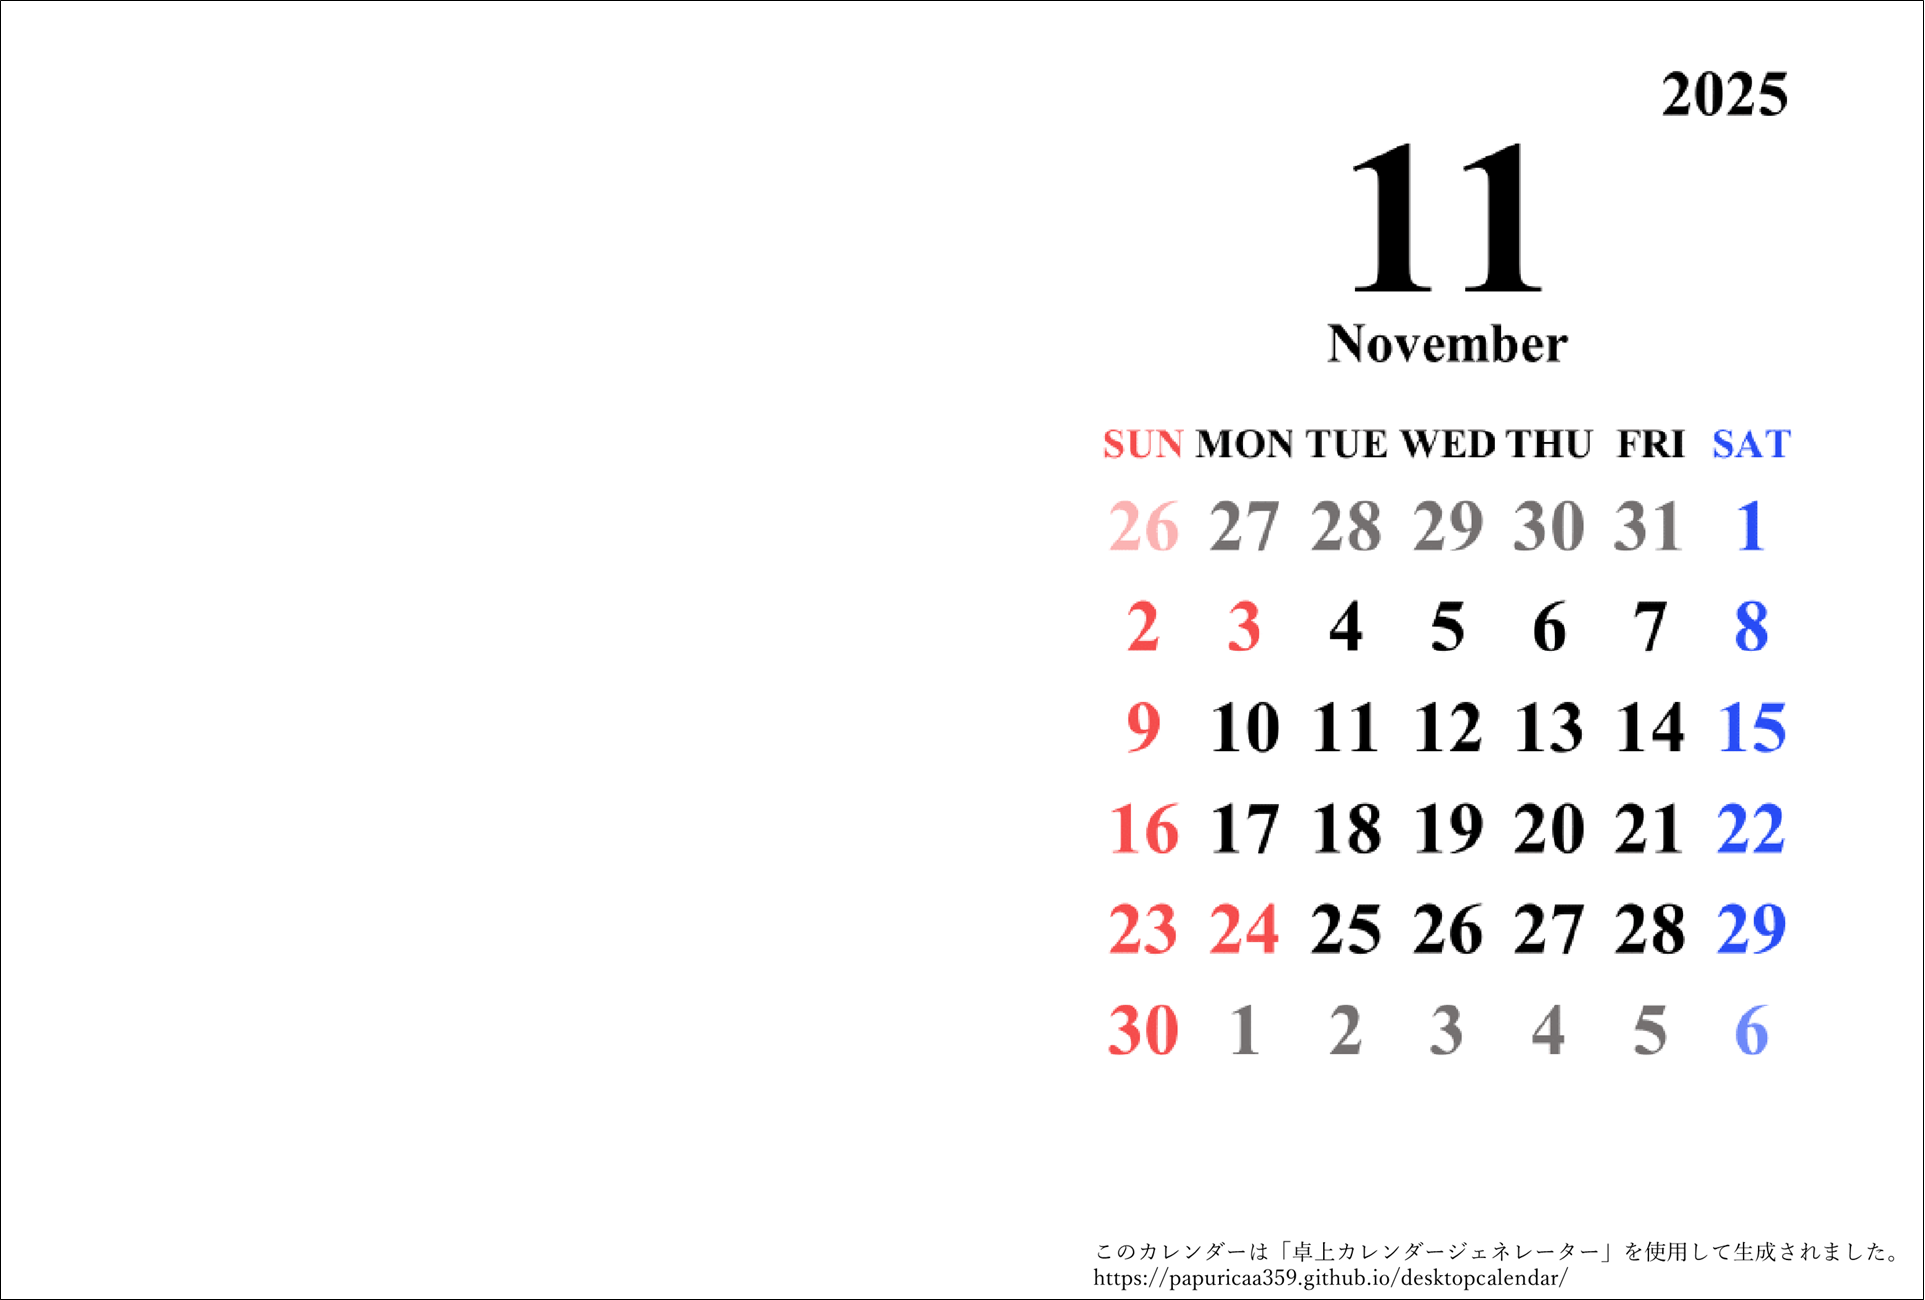 2025
11
November
SUN MON TUE WED THU FRI SAT
26 27 28 29 30 31 1
2 3 4 5 6 7 8
9 10 11 12 13 14 15
16 17 18 19 20 21 22
23 24 25 26 27 28 29
30 1 2 3 4 5 6
このカレンダーは「卓上カレンダージェネレーター」を使用して生成されました。
https://papuricaa359.github.io/desktopcalendar/